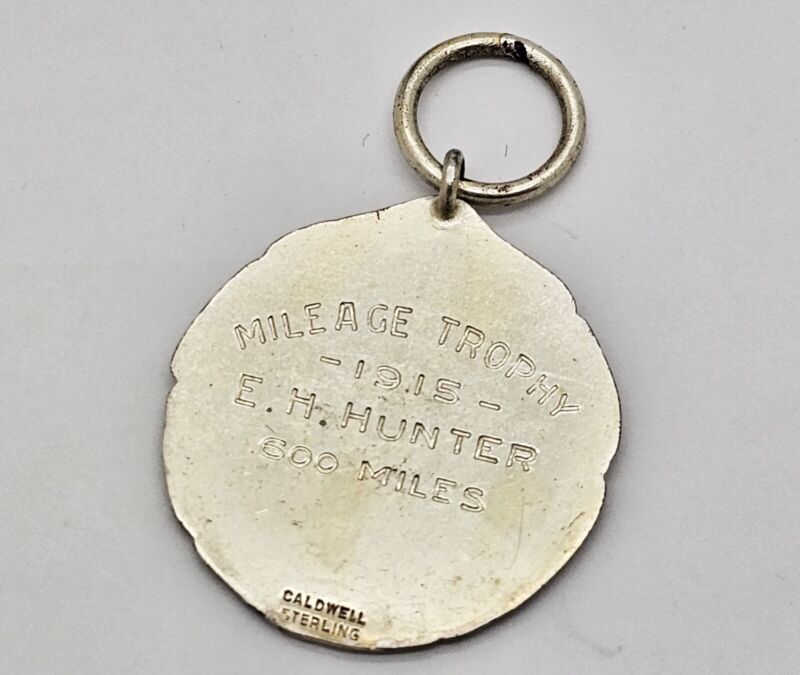 MILEAGE TROPHY
-1915-
E. H. HUNTER
600 MILES
CALDWELL
STERLING